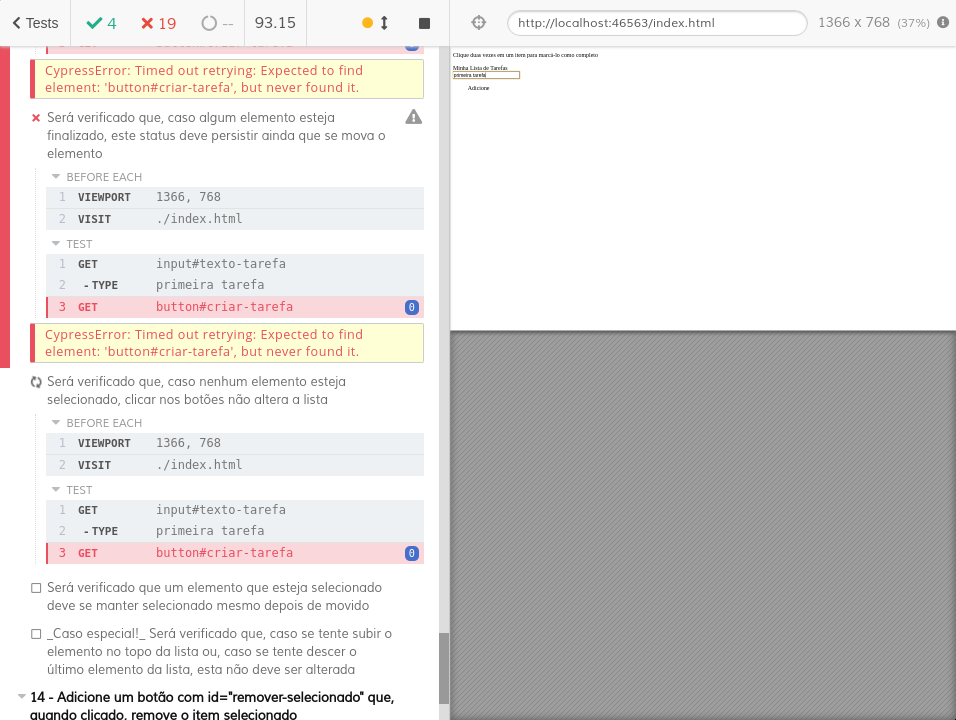 Tests
4
19
--
93.15
http://localhost:46563/index.html
1366 x 768 (37%)
CypressError: Timed out retrying: Expected to find
element: 'button#criar-tarefa', but never found it.
Será verificado que, caso algum elemento esteja
finalizado, este status deve persistir ainda que se mova o
elemento
BEFORE EACH
1 VIEWPORT 1366, 768
2 VISIT ./index.html
TEST
1 GET input#texto-tarefa
2 - TYPE primeira tarefa
3 GET button#criar-tarefa 0
CypressError: Timed out retrying: Expected to find
element: 'button#criar-tarefa', but never found it.
Será verificado que, caso nenhum elemento esteja
selecionado, clicar nos botões não altera a lista
BEFORE EACH
1 VIEWPORT 1366, 768
2 VISIT ./index.html
TEST
1 GET input#texto-tarefa
2 - TYPE primeira tarefa
3 GET button#criar-tarefa 0
Será verificado que um elemento que esteja selecionado
deve se manter selecionado mesmo depois de movido
_Caso especial!_ Será verificado que, caso se tente subir o
elemento no topo da lista ou, caso se tente descer o
último elemento da lista, esta não deve ser alterada
14 - Adicione um botão com id="remover-selecionado" que,
quando clicado, remove o item selecionado
Clique duas vezes em um item para marcá-lo como completo
Minha Lista de Tarefas
primeira tarefa
Adicione